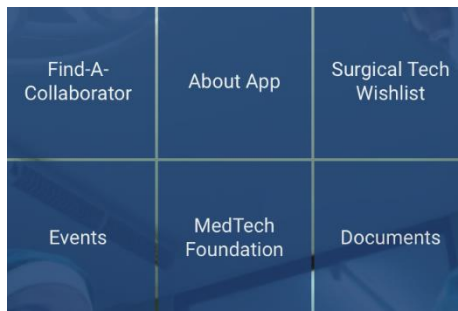 Find-A-
Collaborator
About App
Surgical Tech
Wishlist
Events
MedTech
Foundation
Documents